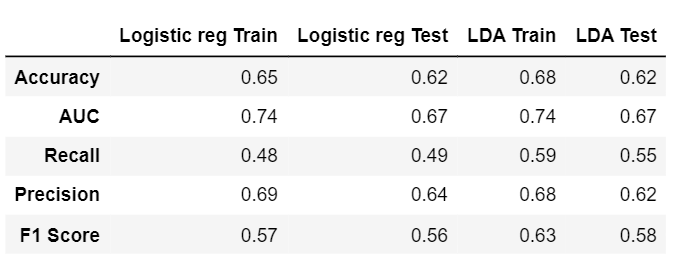 Logistic reg Train Logistic reg Test LDA Train LDA Test
Accuracy 0.65 0.62 0.68 0.62
AUC 0.74 0.67 0.74 0.67
Recall 0.48 0.49 0.59 0.55
Precision 0.69 0.64 0.68 0.62
F1 Score 0.57 0.56 0.63 0.58